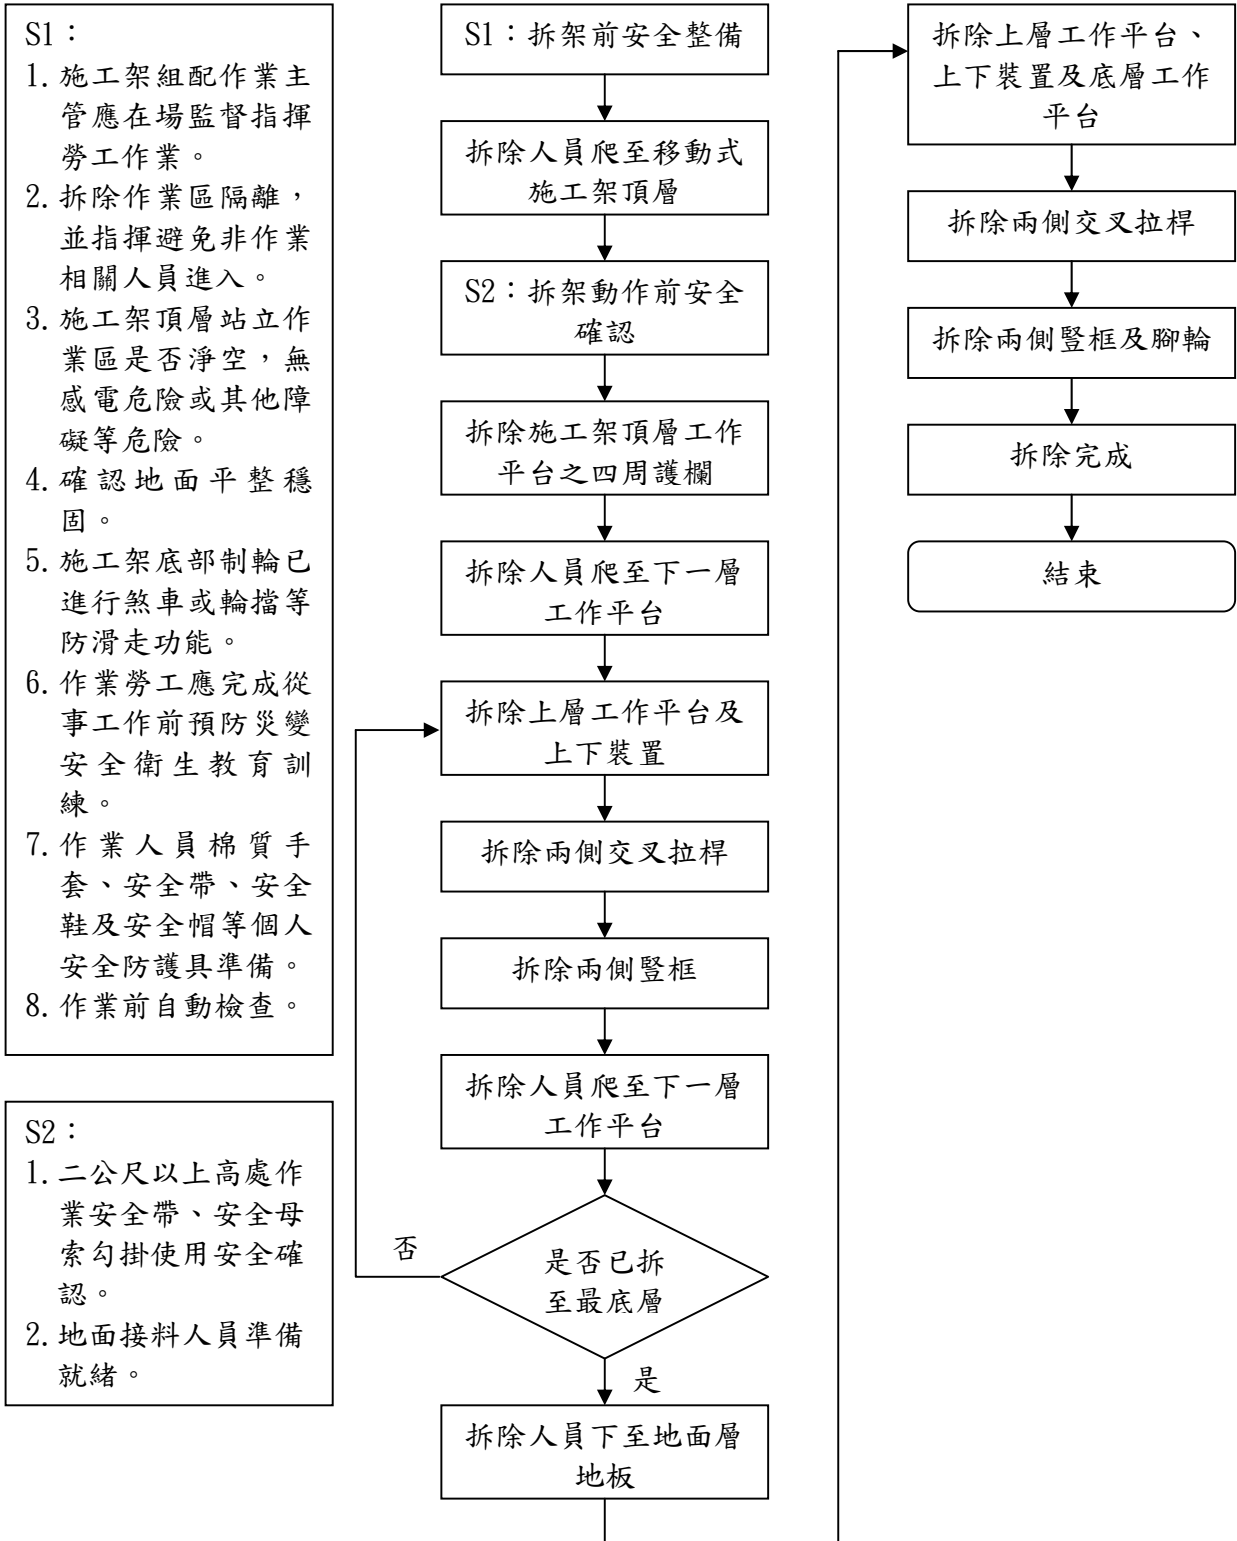 S1：
1. 施工架組配作業主
管應在場監督指揮
勞工作業。
2. 拆除作業區隔離，
並指揮避免非作業
相關人員進入。
3. 施工架頂層站立作
業區是否淨空，無
感電危險或其他障
礙等危險。
4. 確認地面平整穩
固。
5. 施工架底部制輪已
進行煞車或輪擋等
防滑走功能。
6. 作業勞工應完成從
事工作前預防災變
安全衛生教育訓
練。
7. 作業人員棉質手
套、安全帶、安全
鞋及安全帽等個人
安全防護具準備。
8. 作業前自動檢查。
S2：
1. 二公尺以上高處作
業安全帶、安全母
索勾掛使用安全確
認。
2. 地面接料人員準備
就緒。
S1：拆架前安全整備
拆除人員爬至移動式
施工架頂層
S2：拆架動作前安全
確認
拆除施工架頂層工作
平台之四周護欄
拆除人員爬至下一層
工作平台
拆除上層工作平台及
上下裝置
拆除兩側交叉拉桿
拆除兩側豎框
拆除人員爬至下一層
工作平台
是否已拆
至最底層
否
是
拆除人員下至地面層
地板
拆除上層工作平台、
上下裝置及底層工作
平台
拆除兩側交叉拉桿
拆除兩側豎框及腳輪
拆除完成
結束